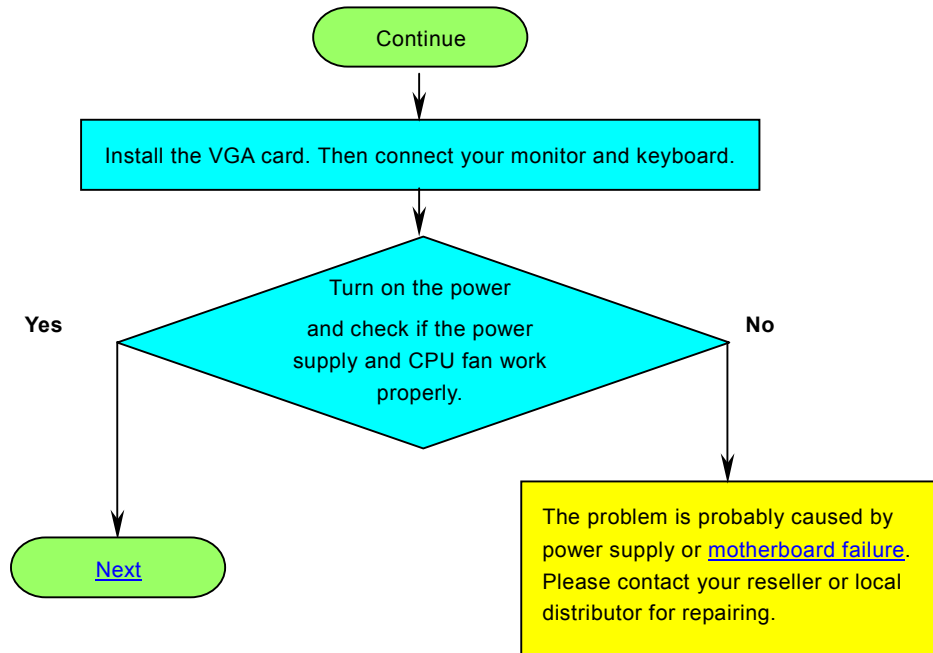 Continue
Install the VGA card. Then connect your monitor and keyboard.
Turn on the power
and check if the power
supply and CPU fan work
properly.
Yes
No
Next
The problem is probably caused by
power supply or motherboard failure.
Please contact your reseller or local
distributor for repairing.